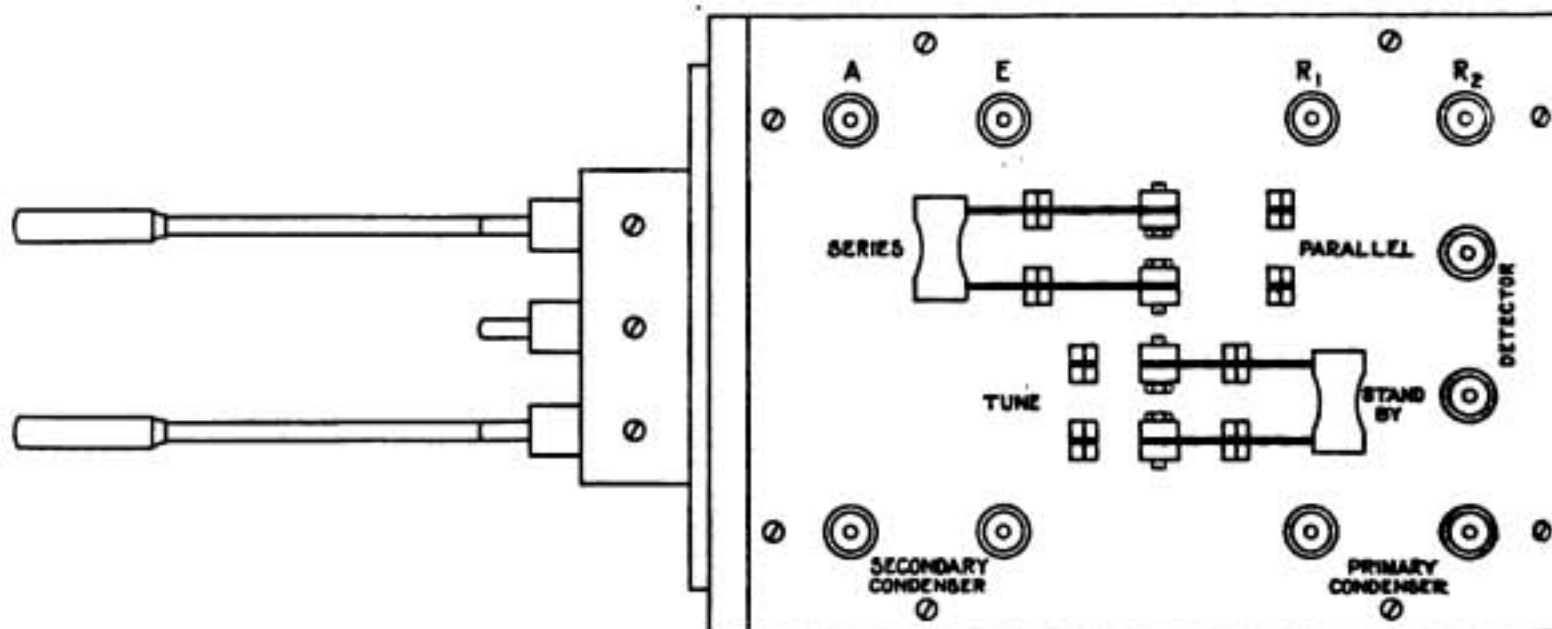 A E R₁ R₂
SERIES PARALLEL
DETECTOR
TUNE STAND BY
SECONDARY CONDENSER
PRIMARY CONDENSER